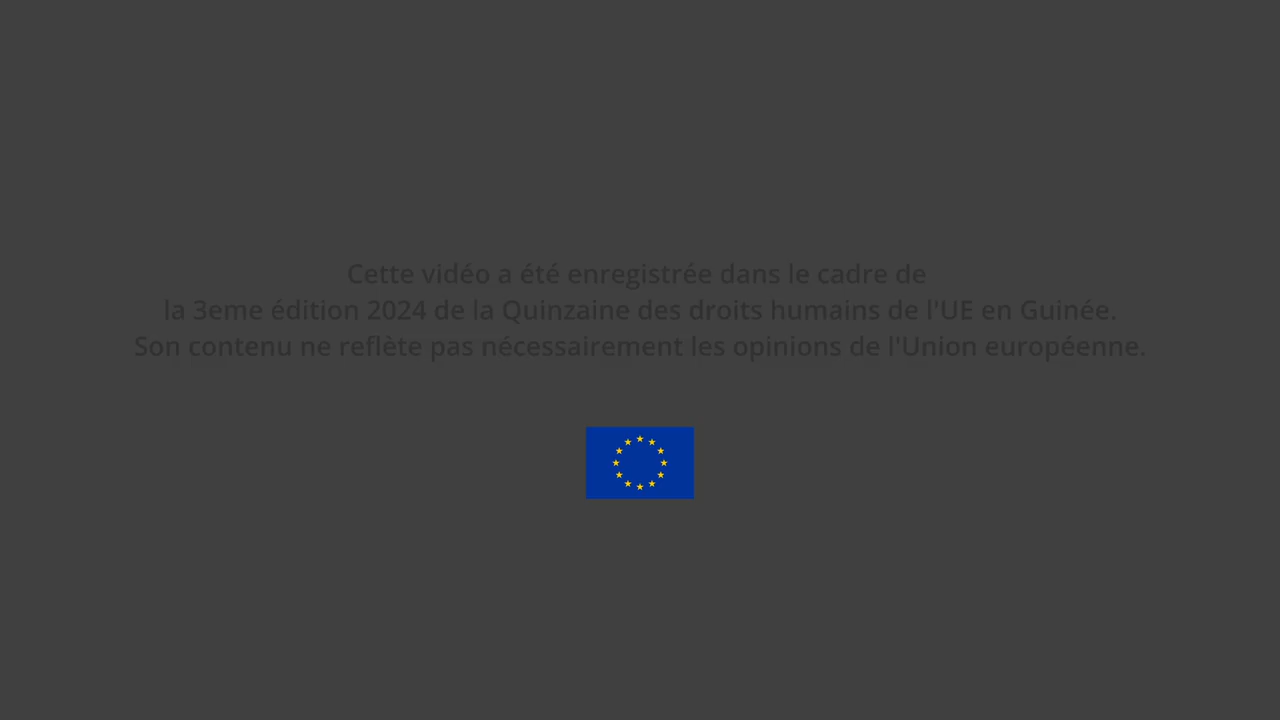 Cette vidéo a été enregistrée dans le cadre de
la 3eme édition 2024 de la Quinzaine des droits humains de l'UE en Guinée.
Son contenu ne reflète pas nécessairement les opinions de l'Union européenne.